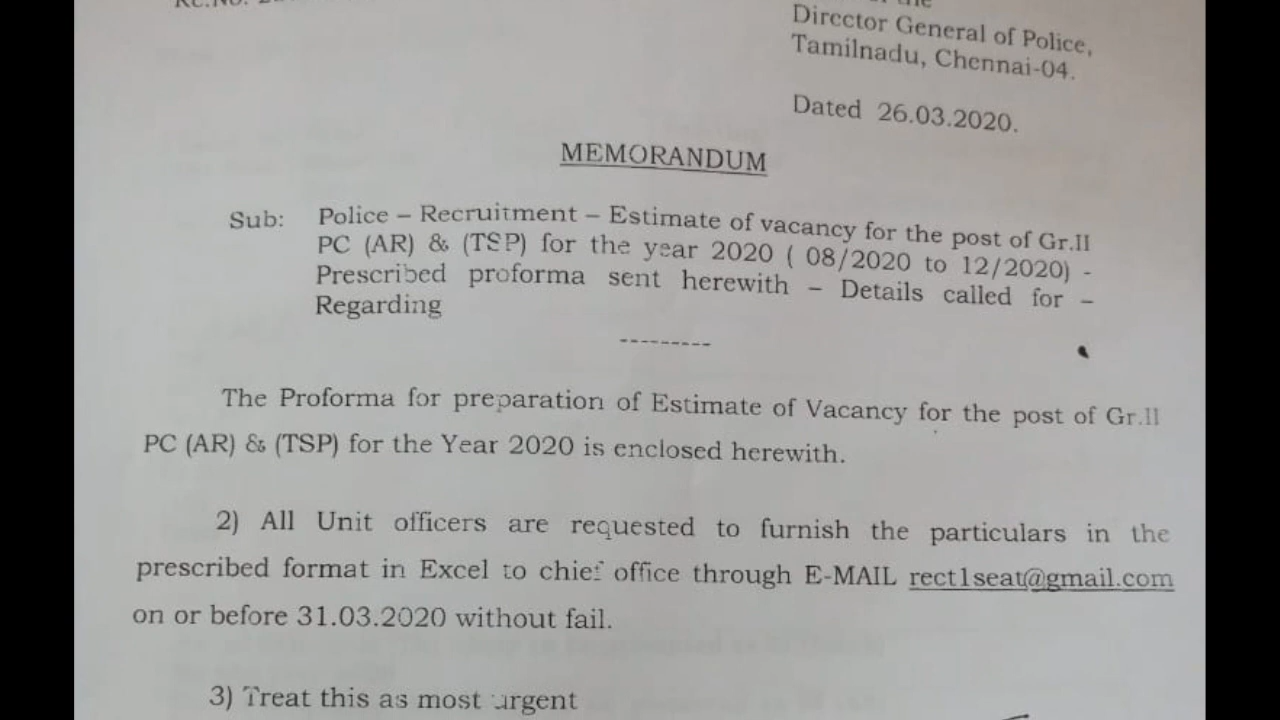 the
Director General of Police,
Tamilnadu, Chennai-04.
Dated 26.03.2020.
MEMORANDUM
Sub: Police – Recruitment – Estimate of vacancy for the post of Gr.II
PC (AR) & (TSP) for the year 2020 ( 08/2020 to 12/2020) -
Prescribed proforma sent herewith – Details called for –
Regarding
---------
The Proforma for preparation of Estimate of Vacancy for the post of Gr.II
PC (AR) & (TSP) for the Year 2020 is enclosed herewith.
2) All Unit officers are requested to furnish the particulars in the
prescribed format in Excel to chief office through E-MAIL rect1seat@gmail.com
on or before 31.03.2020 without fail.
3) Treat this as most urgent